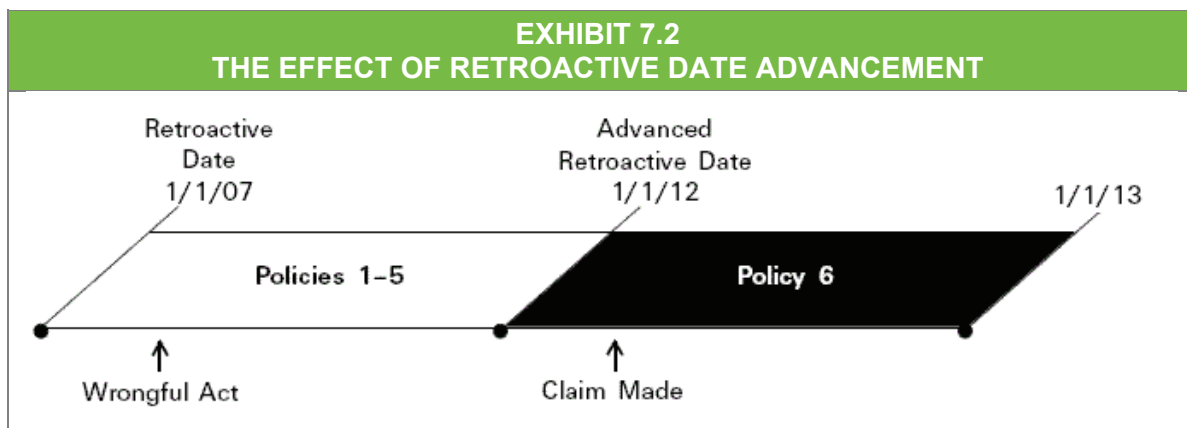 EXHIBIT 7.2
THE EFFECT OF RETROACTIVE DATE ADVANCEMENT
Retroactive
Date
1/1/07
Advanced
Retroactive Date
1/1/12
1/1/13
Policies 1–5
Policy 6
Wrongful Act
Claim Made